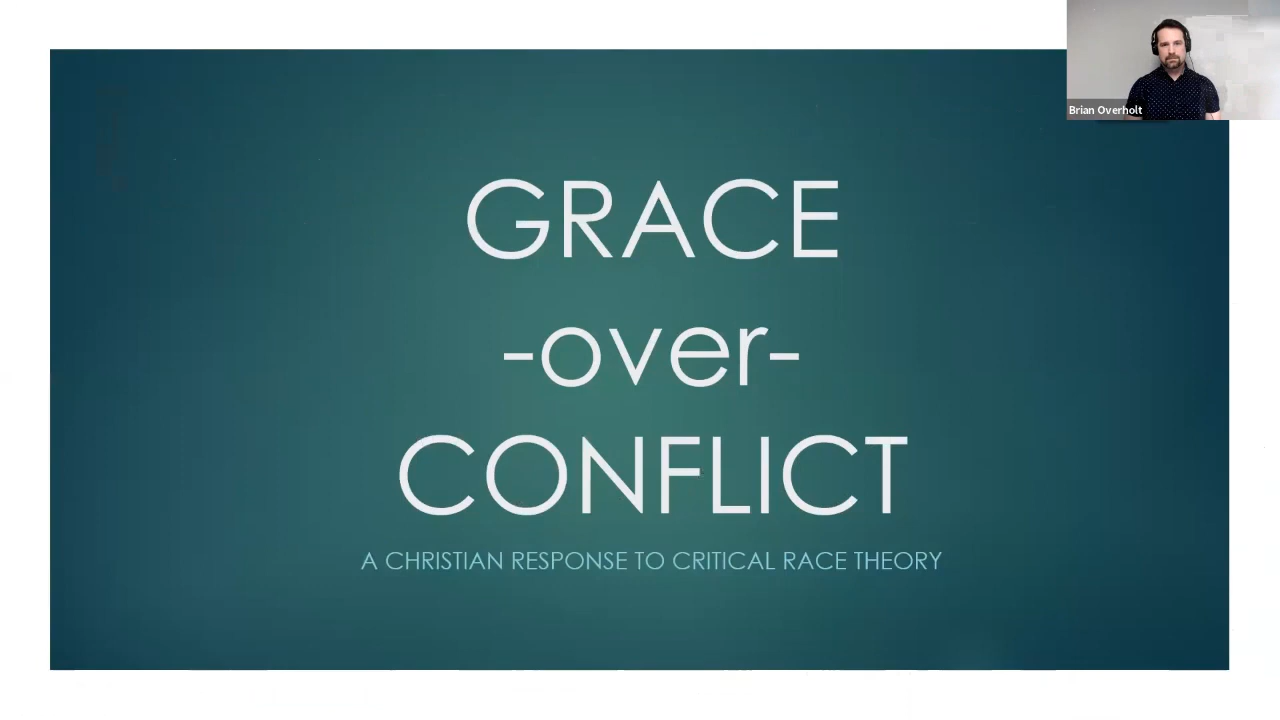 Brian Overholt
GRACE
-over-
CONFLICT
A CHRISTIAN RESPONSE TO CRITICAL RACE THEORY